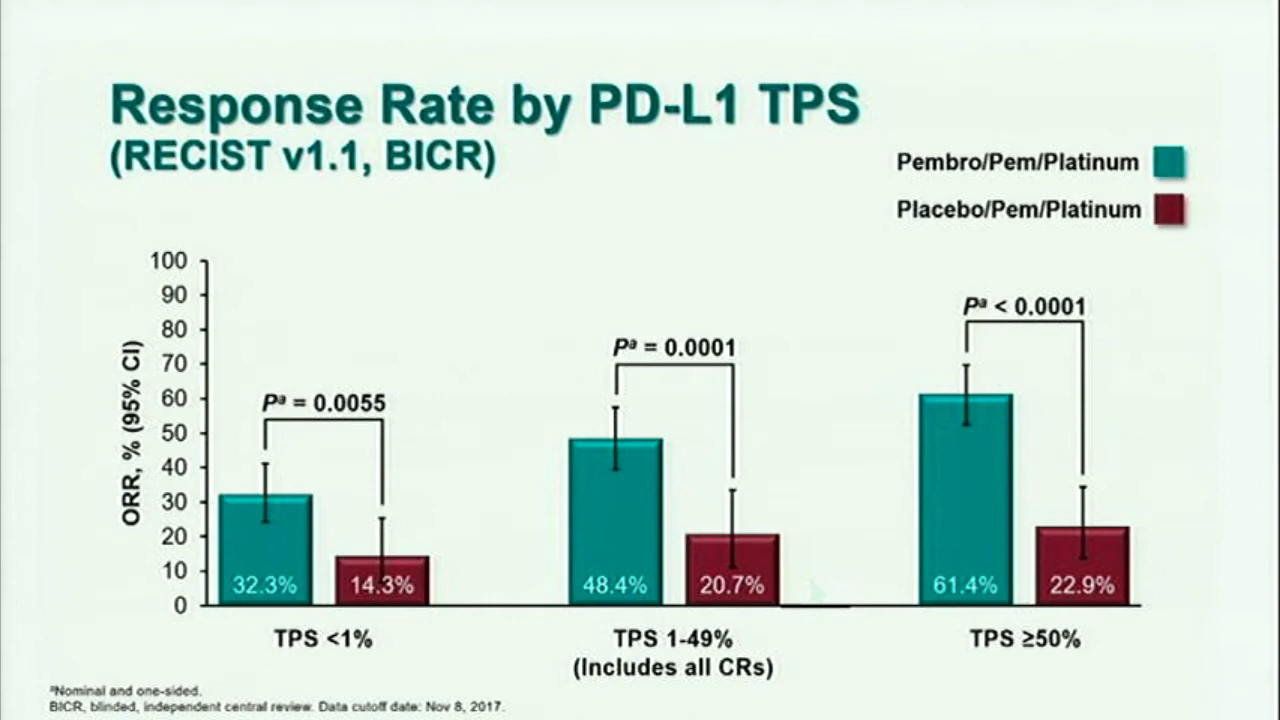 Response Rate by PD-L1 TPS
(RECIST v1.1, BICR)
Pembro/Pem/Platinum
Placebo/Pem/Platinum
ORR, % (95% CI)
100
90
80
70
60
50
40
30
20
10
0
Pᵃ = 0.0055
Pᵃ = 0.0001
Pᵃ < 0.0001
32.3%
14.3%
48.4%
20.7%
61.4%
22.9%
TPS <1%
TPS 1-49%
(Includes all CRs)
TPS ≥50%
ᵃNominal and one-sided.
BICR, blinded, independent central review. Data cutoff date: Nov 8, 2017.